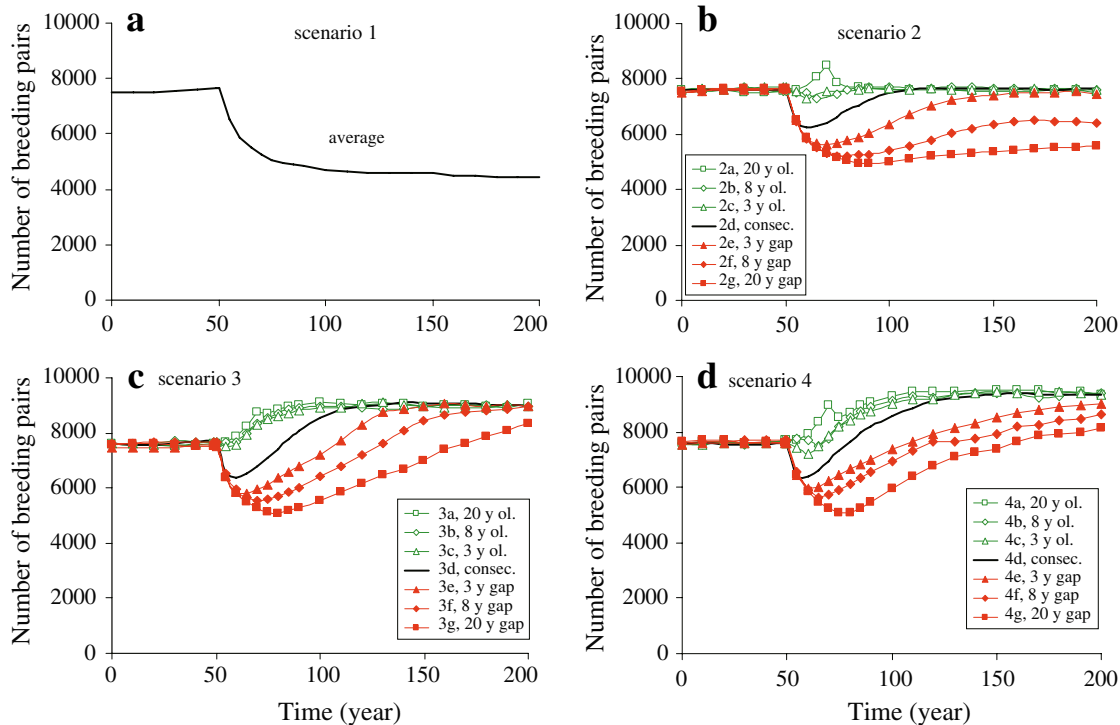 a
scenario 1
average
Number of breeding pairs
10000
8000
6000
4000
2000
0
0 50 100 150 200
b
scenario 2
Number of breeding pairs
10000
8000
6000
4000
2000
0
2a, 20 y ol.
2b, 8 y ol.
2c, 3 y ol.
2d, consec.
2e, 3 y gap
2f, 8 y gap
2g, 20 y gap
0 50 100 150 200
c
scenario 3
Number of breeding pairs
10000
8000
6000
4000
2000
0
3a, 20 y ol.
3b, 8 y ol.
3c, 3 y ol.
3d, consec.
3e, 3 y gap
3f, 8 y gap
3g, 20 y gap
0 50 100 150 200
Time (year)
d
scenario 4
Number of breeding pairs
10000
8000
6000
4000
2000
0
4a, 20 y ol.
4b, 8 y ol.
4c, 3 y ol.
4d, consec.
4e, 3 y gap
4f, 8 y gap
4g, 20 y gap
0 50 100 150 200
Time (year)